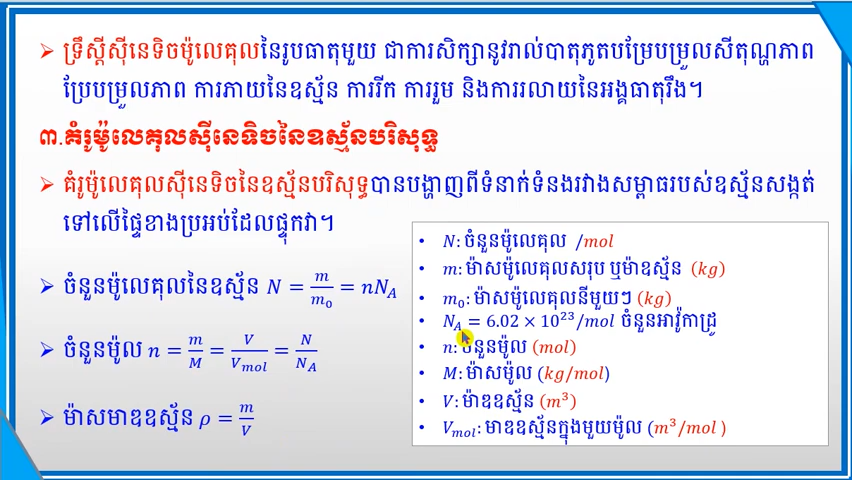 ➢ ទ្រឹស្តីស៊ីនេទិចម៉ូលេគុលនៃរូបធាតុមួយ ជាការសិក្សានូវរាល់បាតុភូតបម្រែបម្រួលសីតុណ្ហភាព
ប្រែបម្រួលភាព ការភាយនៃឧស្ម័ន ការរីក ការរួម និងការរលាយនៃអង្គធាតុរឹង។
៣.គំរូម៉ូលេគុលស៊ីនេទិចនៃឧស្ម័នបរិសុទ្ធ
➢ គំរូម៉ូលេគុលស៊ីនេទិចនៃឧស្ម័នបរិសុទ្ធបានបង្ហាញពីទំនាក់ទំនងរវាងសម្ពាធរបស់ឧស្ម័នសង្កត់
ទៅលើផ្ទៃខាងប្រអប់ដែលផ្ទុកវា។
➢ ចំនួនម៉ូលេគុលនៃឧស្ម័ន N = m/m₀ = nN_A
➢ ចំនួនម៉ូល n = m/M = V/V_mol = N/N_A
➢ ម៉ាសមាឌឧស្ម័ន ρ = m/V
• N: ចំនួនម៉ូលេគុល /mol
• m: ម៉ាសម៉ូលេគុលសរុប ឬម៉ាឧស្ម័ន (kg)
• m₀: ម៉ាសម៉ូលេគុលនីមួយៗ (kg)
• N_A = 6.02 × 10²³/mol ចំនួនអាវ៉ូកាដ្រូ
• n: ចំនួនម៉ូល (mol)
• M: ម៉ាសម៉ូល (kg/mol)
• V: ម៉ាឌឧស្ម័ន (m³)
• V_mol: មាឌឧស្ម័នក្នុងមួយម៉ូល (m³/mol )